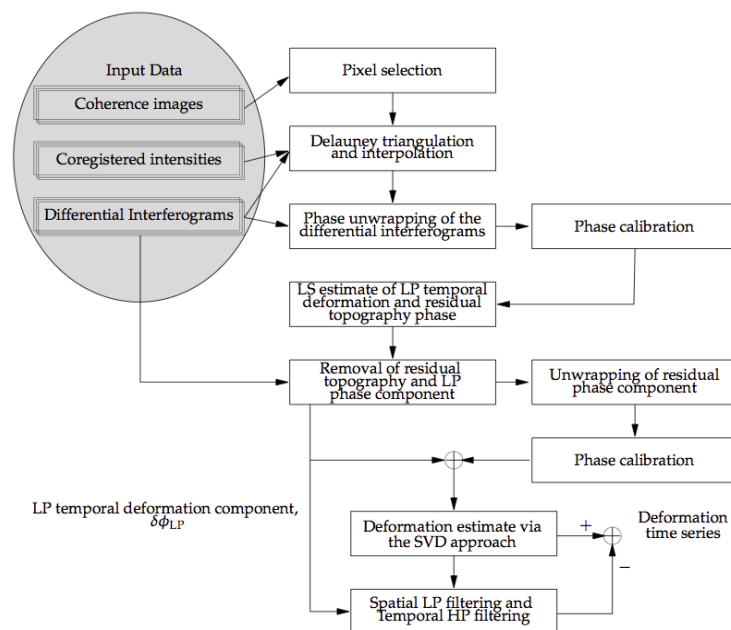 Input Data
Coherence images
Coregistered intensities
Differential Interferograms
Pixel selection
Delauney triangulation
and interpolation
Phase unwrapping of the
differential interferograms
Phase calibration
LS estimate of LP temporal
deformation and residual
topography phase
Removal of residual
topography and LP
phase component
Unwrapping of residual
phase component
Phase calibration
LP temporal deformation component,
δϕ_LP
Deformation estimate via
the SVD approach
+
−
Deformation
time series
Spatial LP filtering and
Temporal HP filtering